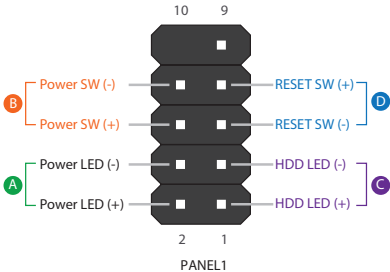 10 9
Power SW (-) RESET SW (+)
B D
Power SW (+) RESET SW (-)
Power LED (-) HDD LED (-)
A C
Power LED (+) HDD LED (+)
2 1
PANEL1